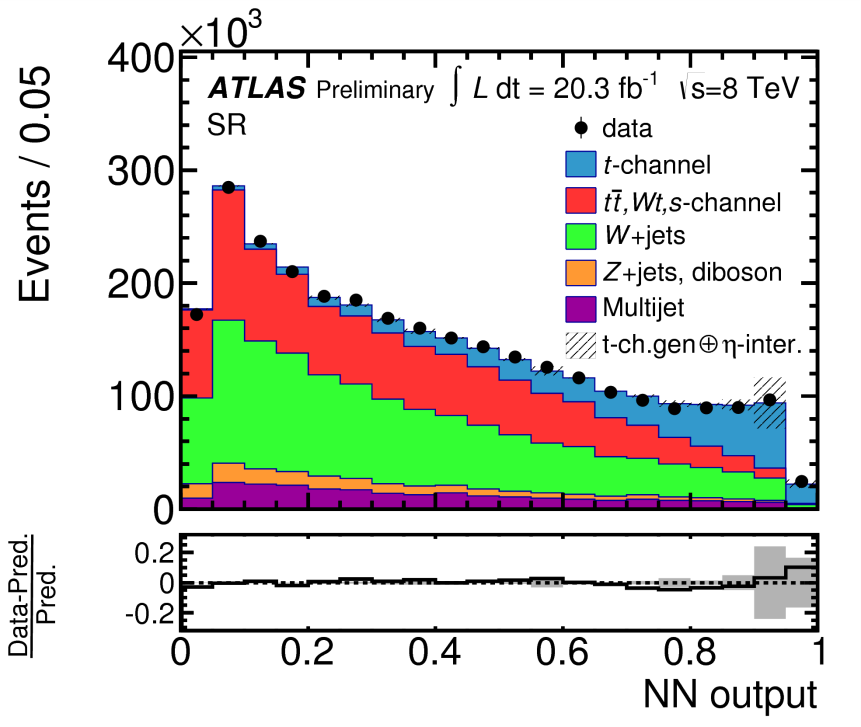 ×10³
400
300
200
100
0
Events / 0.05
ATLAS Preliminary ∫ L dt = 20.3 fb⁻¹ √s=8 TeV
SR
data
t-channel
tt̄,Wt,s-channel
W+jets
Z+jets, diboson
Multijet
t-ch.gen⊕η-inter.
Data-Pred.
Pred.
0.2
0
-0.2
0 0.2 0.4 0.6 0.8 1
NN output